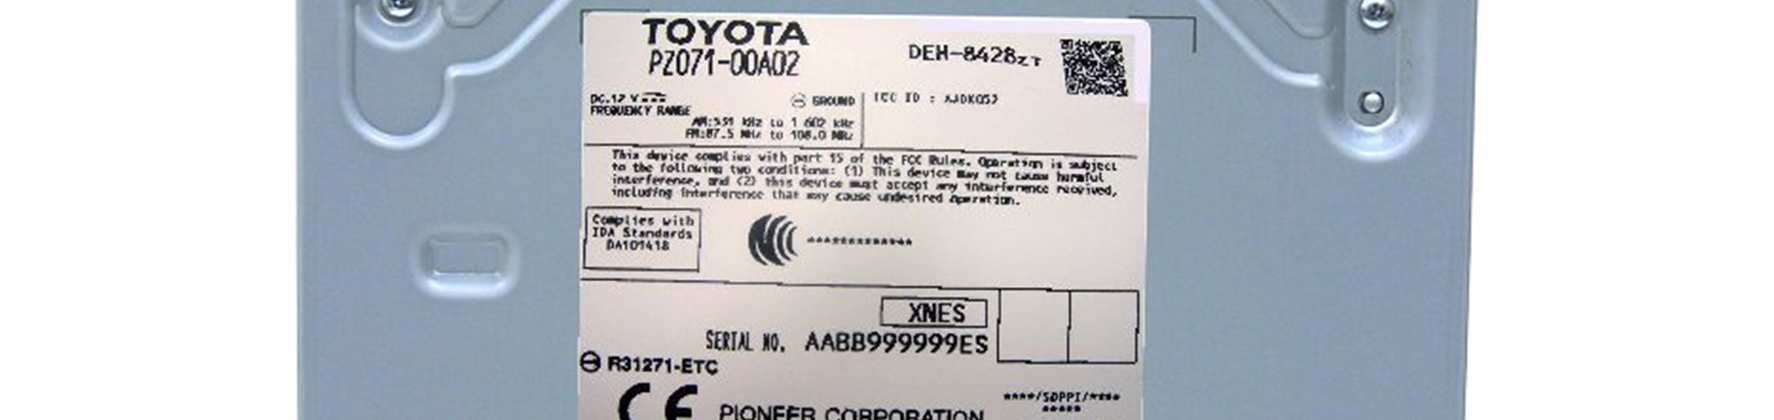 TOYOTA
PZ071-00A02
DEH-8428ZT
DC.12 V
GROUND
FREQUENCY RANGE
AM:531 kHz to 1 602 kHz
FM:87.5 MHz to 108.0 MHz
ID :
This device complies with part 15 of the FCC Rules. Operation is subject
to the following two conditions: (1) This device may not cause harmful
interference, and (2) this device must accept any interference received,
including interference that may cause undesired operation.
Complies with
IDA Standards
DA101418
*************
XNES
SERIAL NO. AABB999999ES
R31271-ETC
CE
PIONEER CORPORATION
****/SDPPI/****
*****